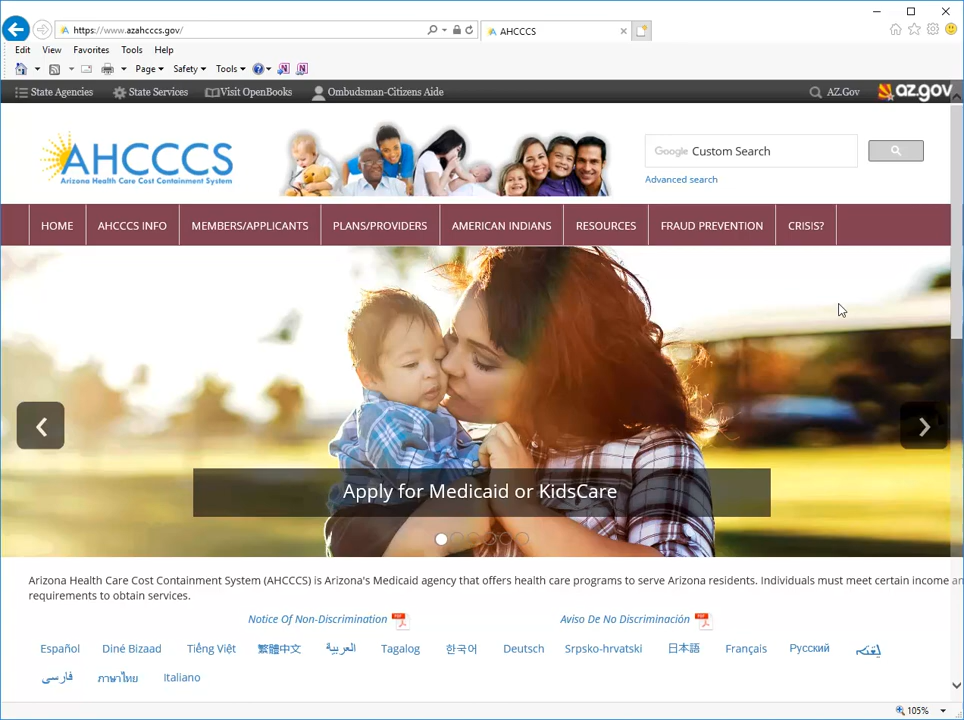 https://www.azahcccs.gov/
AHCCCS
Edit View Favorites Tools Help
Page Safety Tools
State Agencies State Services Visit OpenBooks Ombudsman-Citizens Aide AZ.Gov az.gov
AHCCCS
Arizona Health Care Cost Containment System
Google Custom Search
Advanced search
HOME AHCCCS INFO MEMBERS/APPLICANTS PLANS/PROVIDERS AMERICAN INDIANS RESOURCES FRAUD PREVENTION CRISIS?
Apply for Medicaid or KidsCare
Arizona Health Care Cost Containment System (AHCCCS) is Arizona's Medicaid agency that offers health care programs to serve Arizona residents. Individuals must meet certain income an
requirements to obtain services.
Notice Of Non-Discrimination Aviso De No Discriminación
Español Diné Bizaad Tiếng Việt 繁體中文 العربية Tagalog 한국어 Deutsch Srpsko-hrvatski 日本語 Français Русский
فارسی ภาษาไทย Italiano
105%